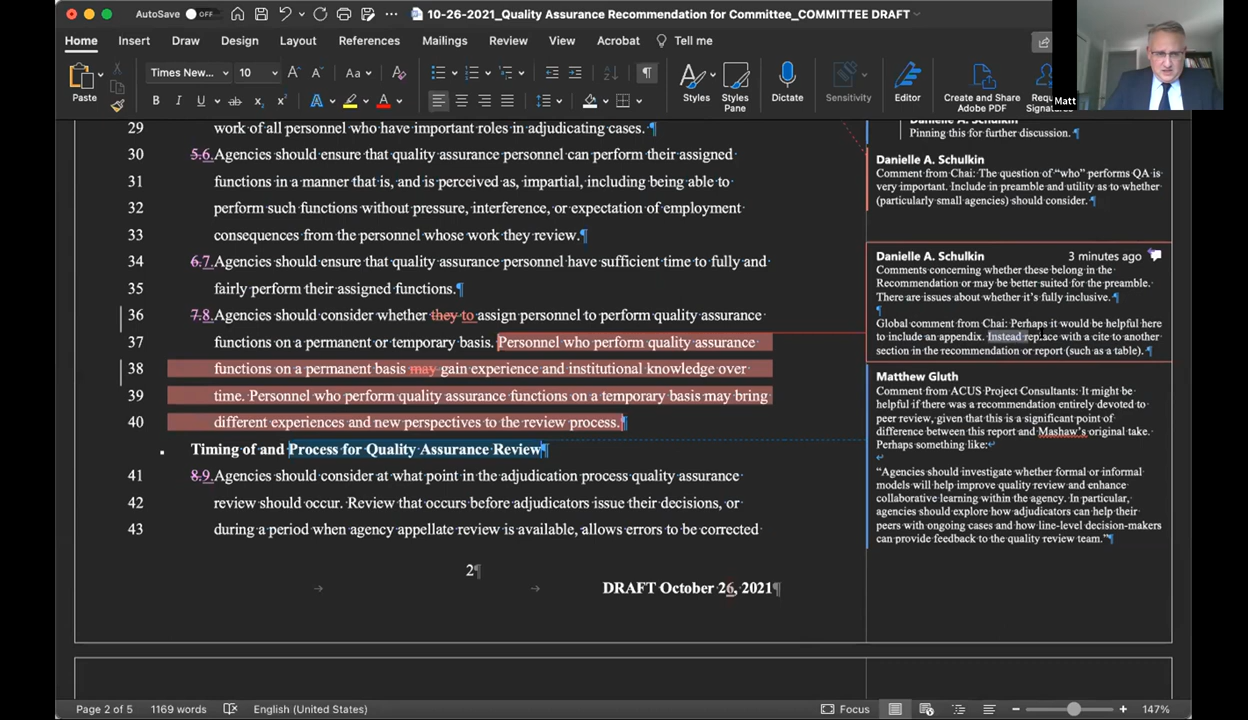 AutoSave OFF 10-26-2021_Quality Assurance Recommendation for Committee_COMMITTEE DRAFT
Home Insert Draw Design Layout References Mailings Review View Acrobat Tell me
Paste Times New... 10 Aa Styles Styles Pane Dictate Sensitivity Editor Create and Share Adobe PDF Signatures
Matt
29 work of all personnel who have important roles in adjudicating cases.
30 5.6. Agencies should ensure that quality assurance personnel can perform their assigned
31 functions in a manner that is, and is perceived as, impartial, including being able to
32 perform such functions without pressure, interference, or expectation of employment
33 consequences from the personnel whose work they review.
34 6.7. Agencies should ensure that quality assurance personnel have sufficient time to fully and
35 fairly perform their assigned functions.
36 7.8. Agencies should consider whether they to assign personnel to perform quality assurance
37 functions on a permanent or temporary basis. Personnel who perform quality assurance
38 functions on a permanent basis may gain experience and institutional knowledge over
39 time. Personnel who perform quality assurance functions on a temporary basis may bring
40 different experiences and new perspectives to the review process.
Timing of and Process for Quality Assurance Review
41 8.9. Agencies should consider at what point in the adjudication process quality assurance
42 review should occur. Review that occurs before adjudicators issue their decisions, or
43 during a period when agency appellate review is available, allows errors to be corrected
2
DRAFT October 26, 2021
Danielle A. Schulkin
Pinning this for further discussion.
Danielle A. Schulkin
Comment from Chai: The question of “who” performs QA is
very important. Include in preamble and utility as to whether
(particularly small agencies) should consider.
Danielle A. Schulkin 3 minutes ago
Comments concerning whether these belong in the
Recommendation or may be better suited for the preamble.
There are issues about whether it’s fully inclusive.
Global comment from Chai: Perhaps it would be helpful here
to include an appendix. Instead replace with a cite to another
section in the recommendation or report (such as a table).
Matthew Gluth
Comment from ACUS Project Consultants: It might be
helpful if there was a recommendation entirely devoted to
peer review, given that this is a significant point of
difference between this report and Mashaw’s original take.
Perhaps something like:
“Agencies should investigate whether formal or informal
models will help improve quality review and enhance
collaborative learning within the agency. In particular,
agencies should explore how adjudicators can help their
peers with ongoing cases and how line-level decision-makers
can provide feedback to the quality review team.”
Page 2 of 5 1169 words English (United States) Focus 147%